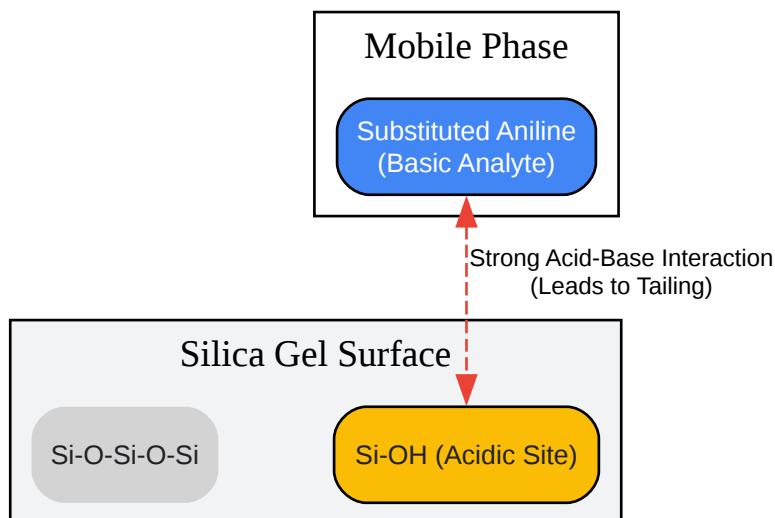 Mobile Phase
Substituted Aniline
(Basic Analyte)
Strong Acid-Base Interaction
(Leads to Tailing)
Silica Gel Surface
Si-O-Si-O-Si
Si-OH (Acidic Site)